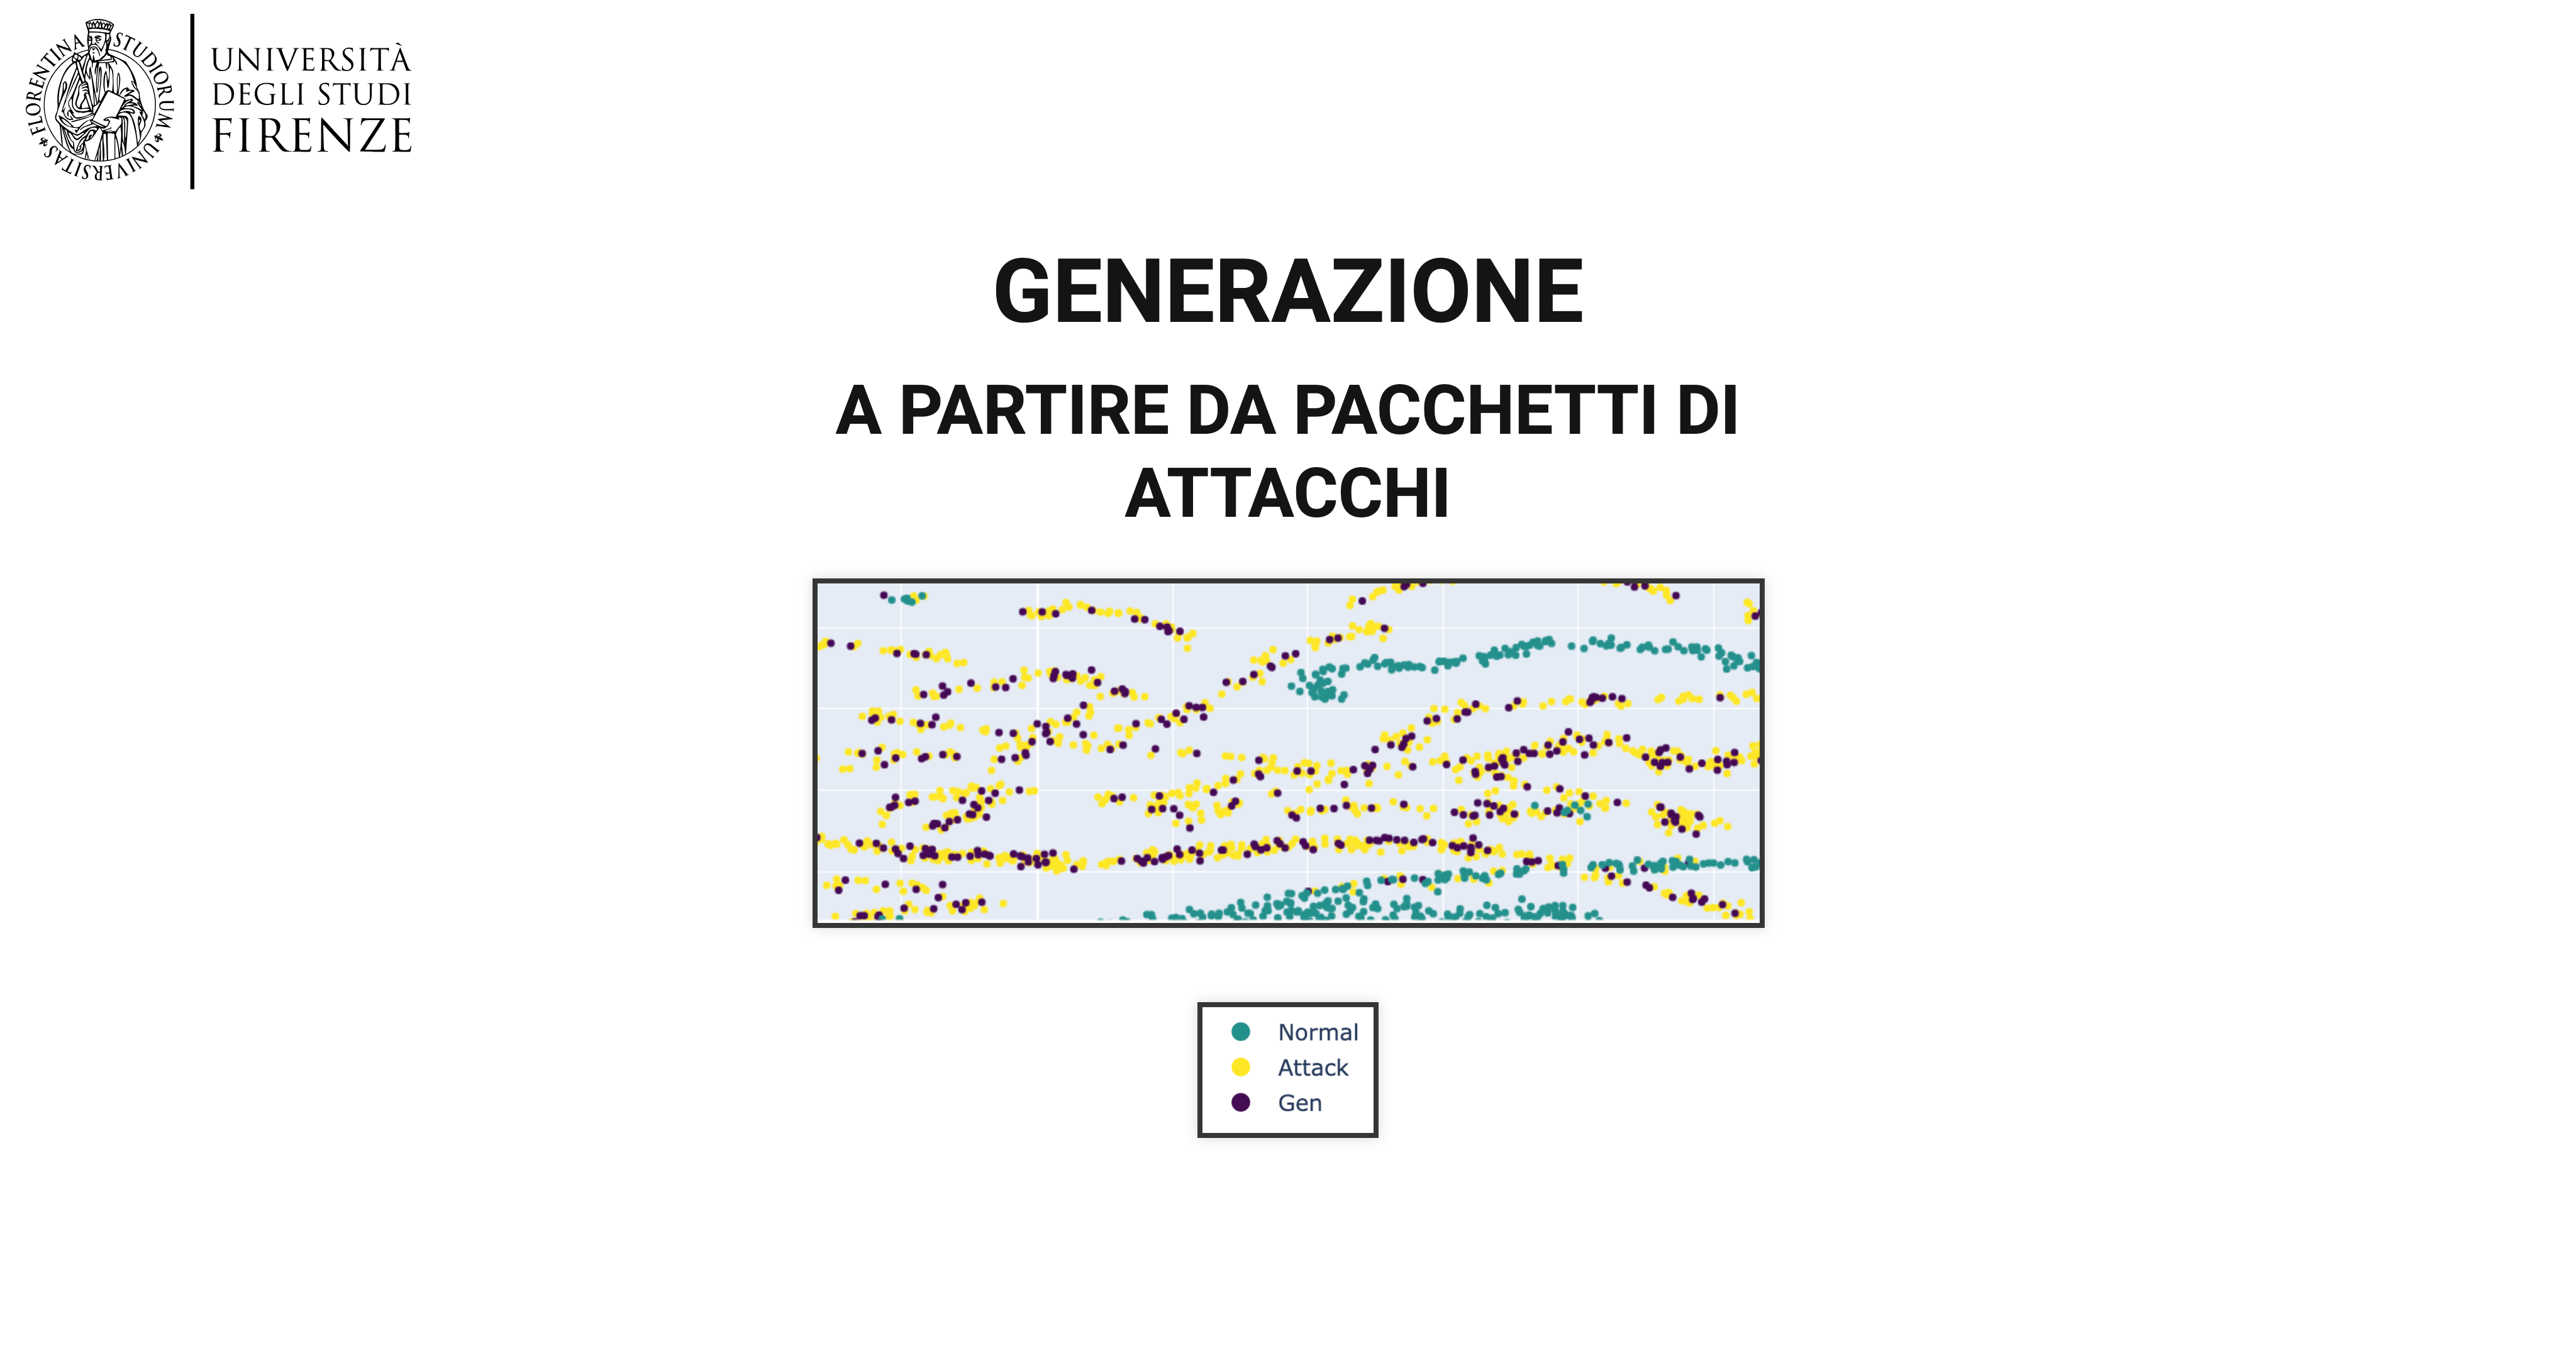 FLORENTINA STUDIORUM UNIVERSITAS
UNIVERSITÀ
DEGLI STUDI
FIRENZE
GENERAZIONE
A PARTIRE DA PACCHETTI DI
ATTACCHI
Normal
Attack
Gen